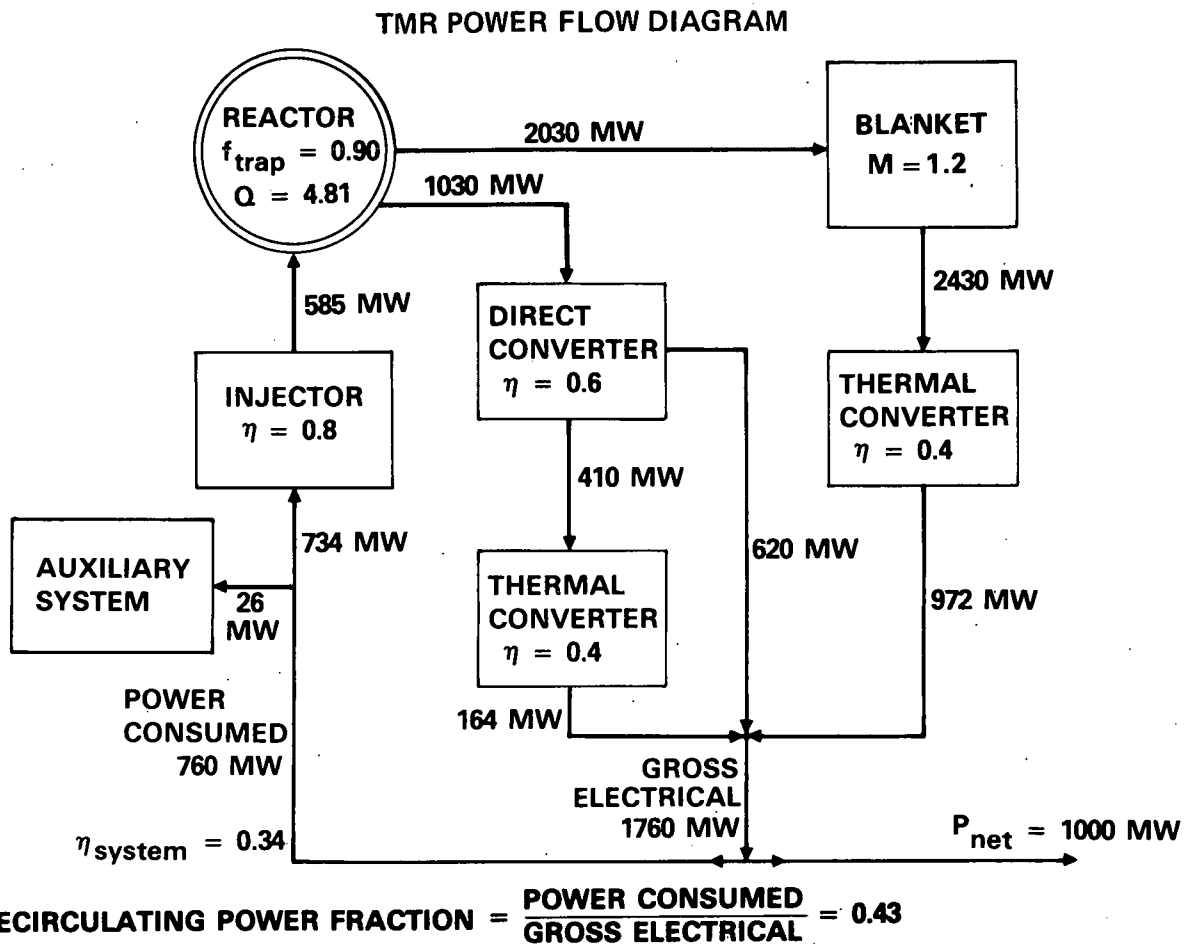 TMR POWER FLOW DIAGRAM
REACTOR
f trap = 0.90
Q = 4.81
2030 MW
BLANKET
M = 1.2
1030 MW
585 MW
DIRECT
CONVERTER
η = 0.6
2430 MW
INJECTOR
η = 0.8
THERMAL
CONVERTER
η = 0.4
410 MW
734 MW
620 MW
AUXILIARY
SYSTEM
26
MW
THERMAL
CONVERTER
η = 0.4
972 MW
POWER
CONSUMED
760 MW
164 MW
GROSS
ELECTRICAL
1760 MW
η system = 0.34
P net = 1000 MW
ECIRCULATING POWER FRACTION = POWER CONSUMED / GROSS ELECTRICAL = 0.43